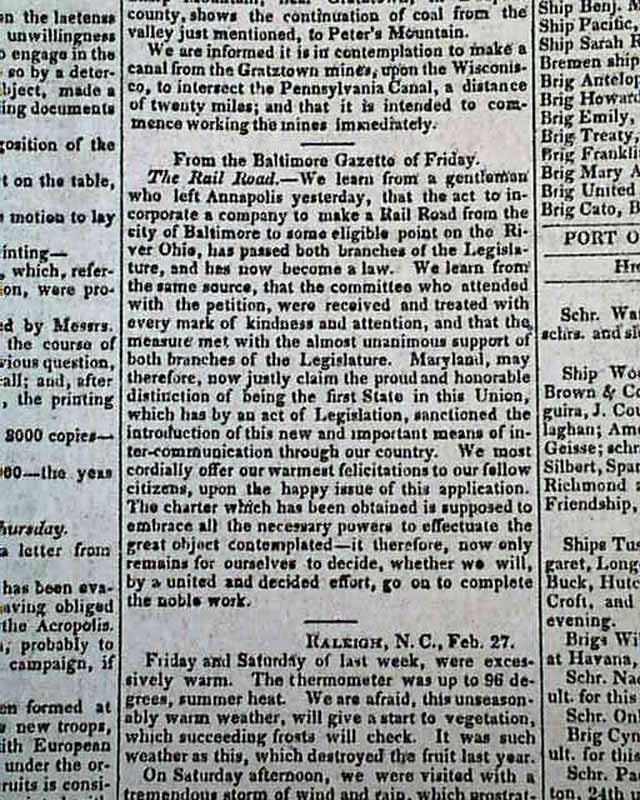 on the lateness
unwillingness
o engage in the
so by a deter-
bject, made a
ing documents
position of the
t on the table,
motion to lay
inting—
, which, refer-
on, were pro-
ed by Messrs.
the course of
vious question,
all; and, after
, the printing
8000 copies—
00—the yeas
hursday.
a letter from
has been eva-
aving obliged
the Acropolis.
, probably to
campaign, if
en formed at
s new troops,
ith European
under the or-
ruits is consi-
county, shows the continuation of coal from the
valley just mentioned, to Peter's Mountain.
We are informed it is in contemplation to make a
canal from the Gratztown mines, upon the Wisconis-
co, to intersect the Pennsylvania Canal, a distance
of twenty miles; and that it is intended to com-
mence working the mines immediately.
From the Baltimore Gazette of Friday.
The Rail Road.—We learn from a gentleman
who left Annapolis yesterday, that the act to in-
corporate a company to make a Rail Road from the
city of Baltimore to some eligible point on the Ri-
ver Ohio, has passed both branches of the Legisla-
ture, and has now become a law. We learn from
the same source, that the committee who attended
with the petition, were received and treated with
every mark of kindness and attention, and that the
measure met with the almost unanimous support of
both branches of the Legislature. Maryland, may
therefore, now justly claim the proud and honorable
distinction of being the first State in this Union,
which has by an act of Legislation, sanctioned the
introduction of this new and important means of in-
ter-communication through our country. We most
cordially offer our warmest felicitations to our fellow
citizens, upon the happy issue of this application.
The charter which has been obtained is supposed to
embrace all the necessary powers to effectuate the
great object contemplated—it therefore, now only
remains for ourselves to decide, whether we will,
by a united and decided effort, go on to complete
the noble work.
RALEIGH, N. C., Feb. 27.
Friday and Saturday of last week, were exces-
sively warm. The thermometer was up to 96 de-
grees, summer heat. We are afraid, this unseason-
ably warm weather, will give a start to vegetation,
which succeeding frosts will check. It was such
weather as this, which destroyed the fruit last year.
On Saturday afternoon, we were visited with a
tremendous storm of wind and rain, which prostrat-
Ship Benj. M
Ship Pacific,
Ship Sarah R
Bremen ship
Brig Antelop
Brig Howar
Brig Emily,
Brig Treaty,
Brig Frankli
Brig Mary A
Brig United
Brig Cato, B
PORT O
Schr. War
schrs. and sl
Ship Wo
Brown & Co
guira, J. Cou
laghan; Ame
Geisse; schr
Silbert, Spa
Richmond a
Friendship,
Ships Tus
garet, Long
Buck, Hutc
Croft, and
evening.
Brigs Wi
at Havana,
Schr. Na
ult. for this
Schr. On
Brig Cyn
ult. for this
Schr. Pa
ton, 24th u